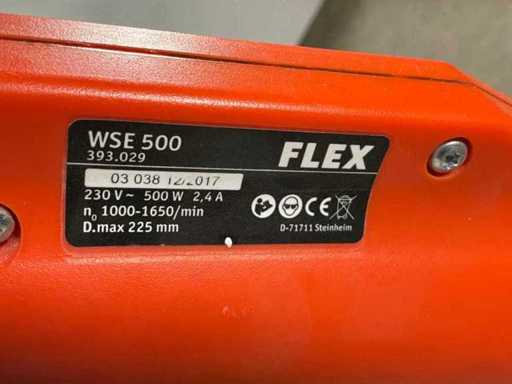 WSE 500
393.029
FLEX
03 038 12/2017
230 V~ 500 W 2,4 A
n₀ 1000-1650/min
D.max 225 mm
CE
D-71711 Steinheim